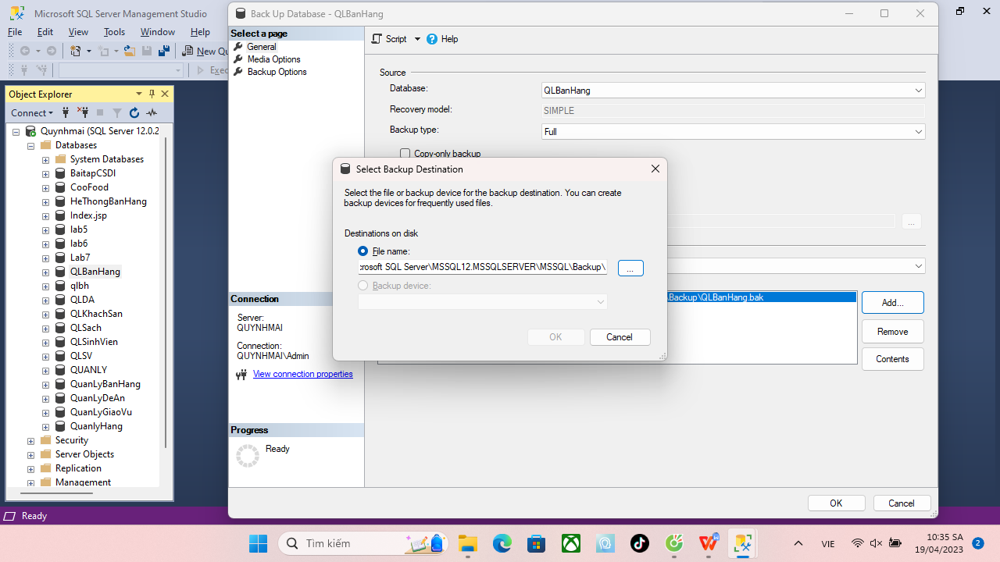 Microsoft SQL Server Management Studio
File Edit View Tools Window Help
New Qu
Exec
Object Explorer
Connect
Quynhmai (SQL Server 12.0.2
Databases
System Databases
BaitapCSDl
CooFood
HeThongBanHang
Index.jsp
lab5
lab6
Lab7
QLBanHang
qlbh
QLDA
QLKhachSan
QLSach
QLSinhVien
QLSV
QUANLY
QuanLyBanHang
QuanLyDeAn
QuanLyGiaoVu
QuanlyHang
Security
Server Objects
Replication
Management
Ready
Back Up Database - QLBanHang
Select a page
General
Media Options
Backup Options
Connection
Server:
QUYNHMAI
Connection:
QUYNHMAI\Admin
View connection properties
Progress
Ready
Script Help
Source
Database: QLBanHang
Recovery model: SIMPLE
Backup type: Full
Copy-only backup
...
\Backup\QLBanHang.bak
Add...
Remove
Contents
OK Cancel
Select Backup Destination
Select the file or backup device for the backup destination. You can create
backup devices for frequently used files.
Destinations on disk
File name:
crosoft SQL Server\MSSQL12.MSSQLSERVER\MSSQL\Backup\ ...
Backup device:
OK Cancel
Tìm kiếm
VIE
10:35 SA
19/04/2023
2